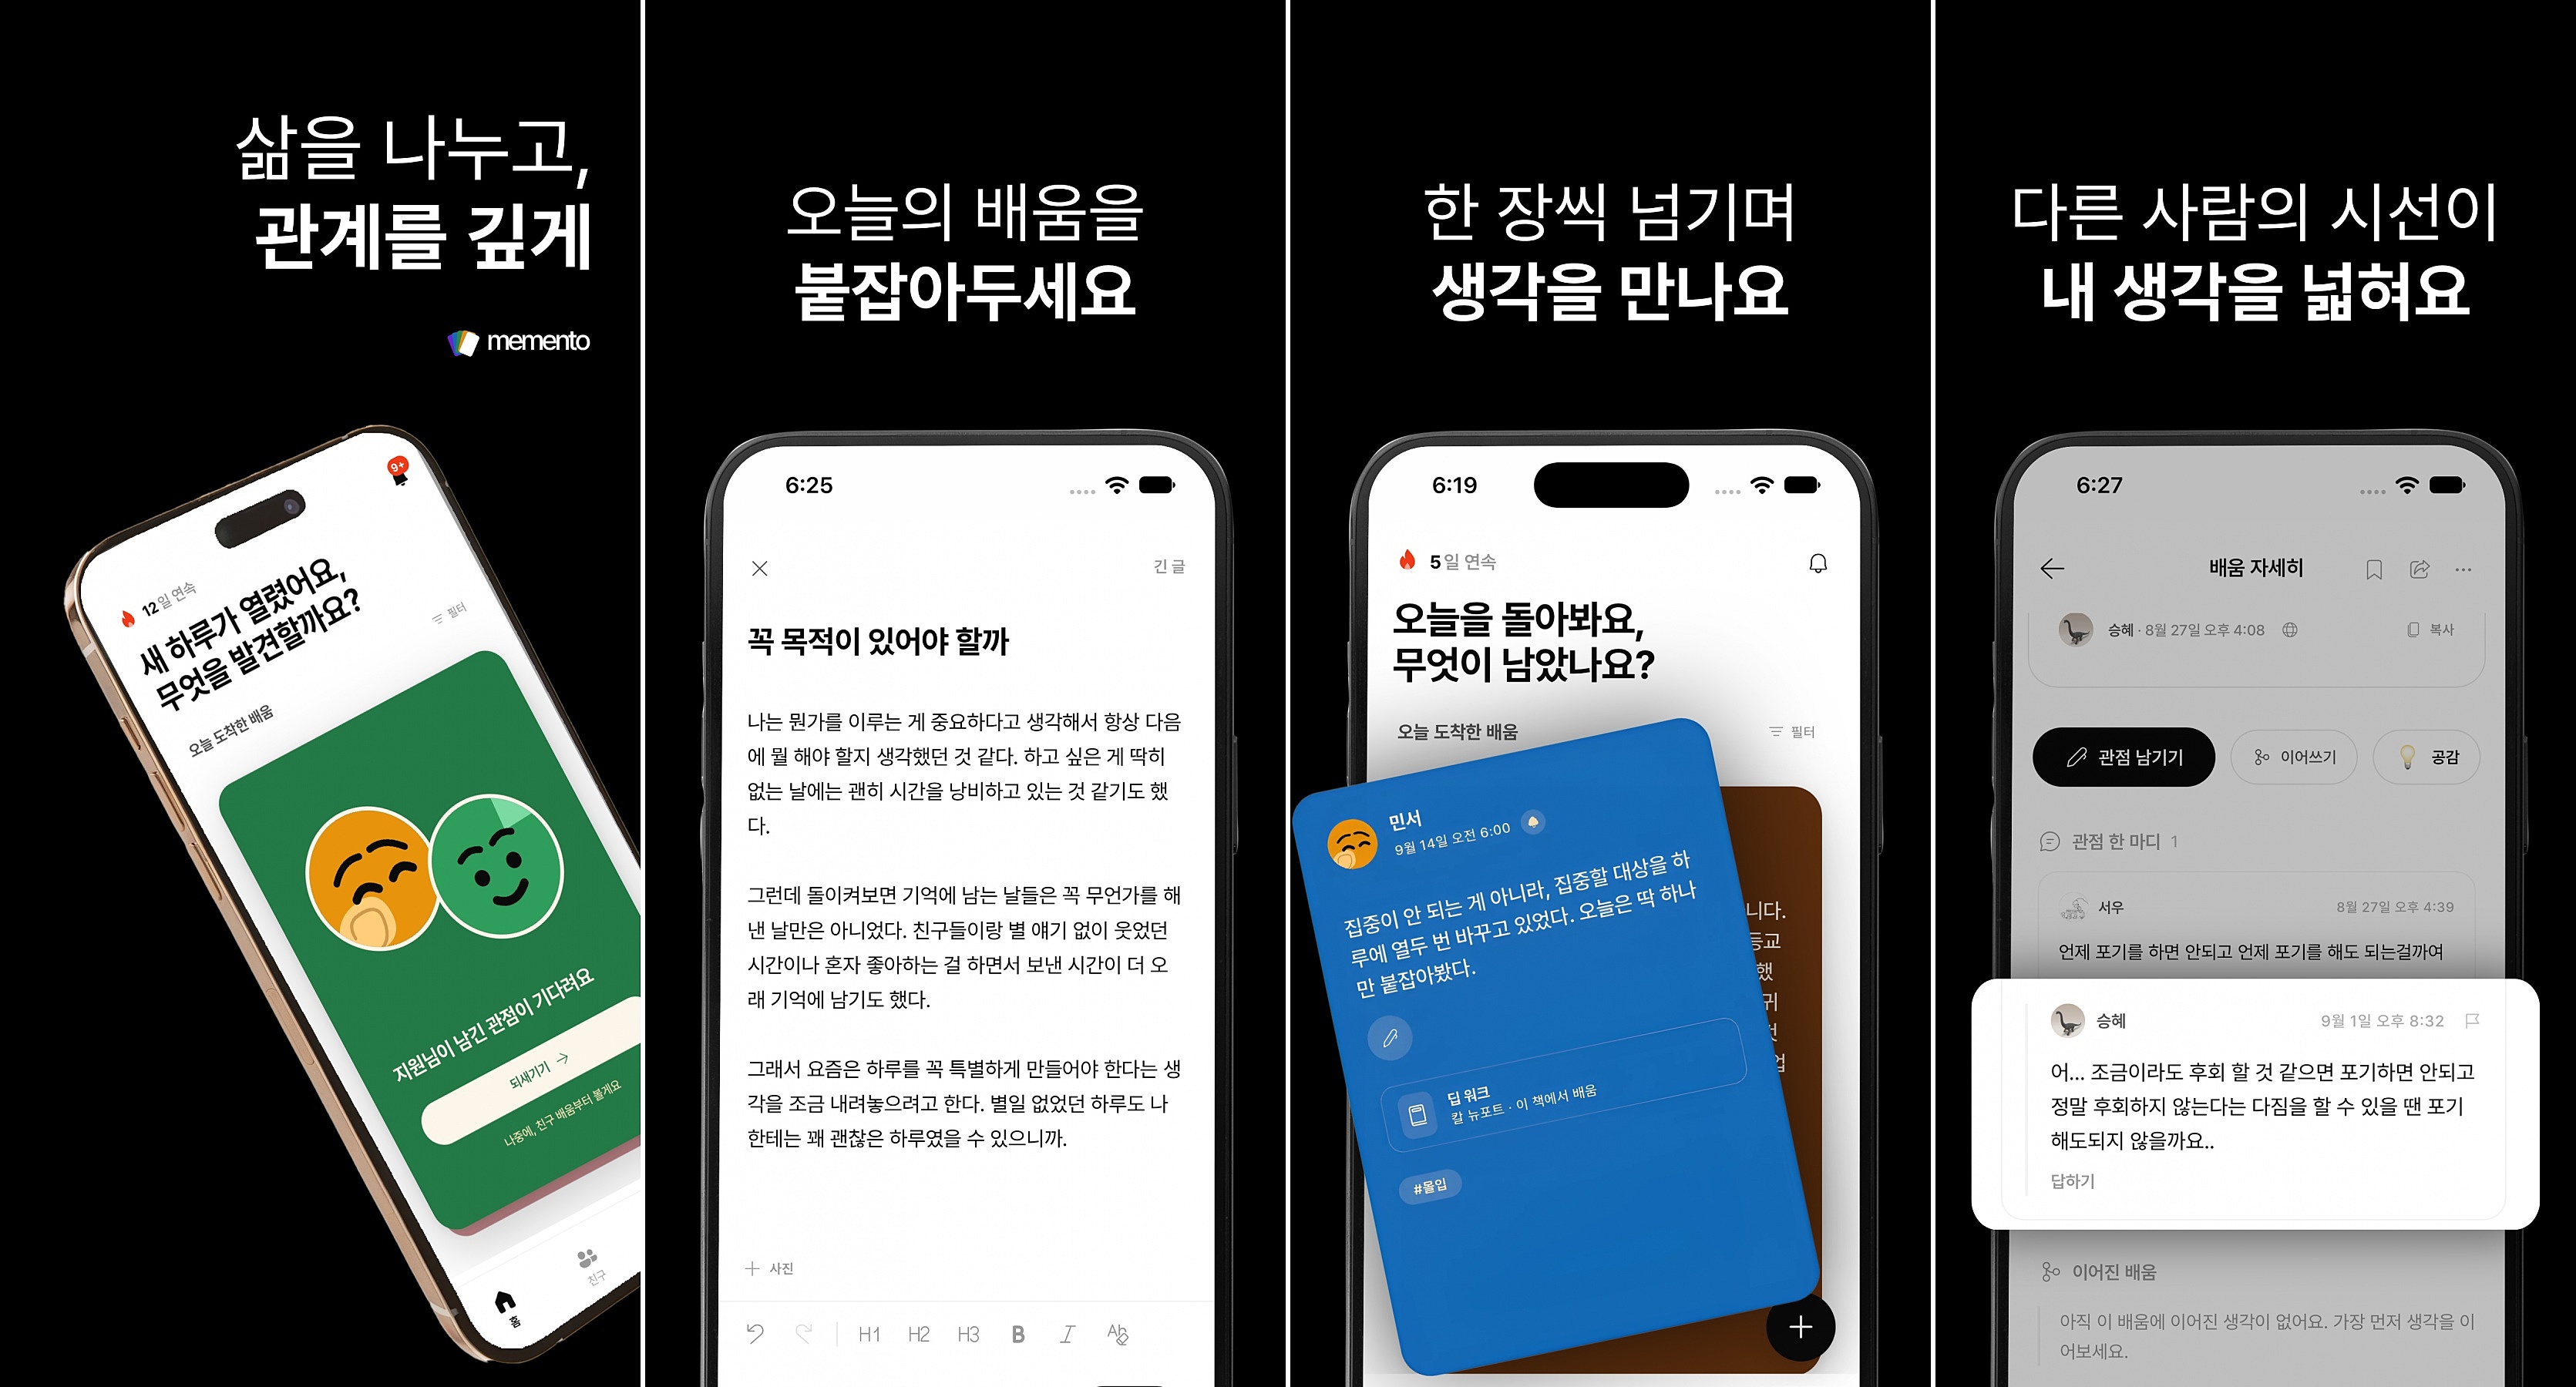 삶을 나누고,
관계를 깊게
memento
9+
12일 연속
새 하루가 열렸어요,
무엇을 발견할까요?
필터
오늘 도착한 배움
지원님이 남긴 관점이 기다려요
되새기기 →
나중에, 친구 배움부터 볼게요
홈
친구
오늘의 배움을
붙잡아두세요
6:25
긴 글
꼭 목적이 있어야 할까
나는 뭔가를 이루는 게 중요하다고 생각해서 항상 다음
에 뭘 해야 할지 생각했던 것 같다. 하고 싶은 게 딱히
없는 날에는 괜히 시간을 낭비하고 있는 것 같기도 했
다.
그런데 돌이켜보면 기억에 남는 날들은 꼭 무언가를 해
낸 날만은 아니었다. 친구들이랑 별 얘기 없이 웃었던
시간이나 혼자 좋아하는 걸 하면서 보낸 시간이 더 오
래 기억에 남기도 했다.
그래서 요즘은 하루를 꼭 특별하게 만들어야 한다는 생
각을 조금 내려놓으려고 한다. 별일 없었던 하루도 나
한테는 꽤 괜찮은 하루였을 수 있으니까.
+ 사진
H1 H2 H3 B I Ab
한 장씩 넘기며
생각을 만나요
6:19
5일 연속
오늘을 돌아봐요,
무엇이 남았나요?
오늘 도착한 배움
필터
민서
9월 14일 오전 6:00
집중이 안 되는 게 아니라, 집중할 대상을 하
루에 열두 번 바꾸고 있었다. 오늘은 딱 하나
만 붙잡아봤다.
딥 워크
칼 뉴포트 · 이 책에서 배움
#몰입
니다.
등교
했
귀
업
다른 사람의 시선이
내 생각을 넓혀요
6:27
배움 자세히
승혜 · 8월 27일 오후 4:08
복사
관점 남기기
이어쓰기
공감
관점 한 마디 1
서우
8월 27일 오후 4:39
언제 포기를 하면 안되고 언제 포기를 해도 되는걸까여
승혜
9월 1일 오후 8:32
어... 조금이라도 후회 할 것 같으면 포기하면 안되고
정말 후회하지 않는다는 다짐을 할 수 있을 땐 포기
해도되지 않을까요..
답하기
이어진 배움
아직 이 배움에 이어진 생각이 없어요. 가장 먼저 생각을 이
어보세요.